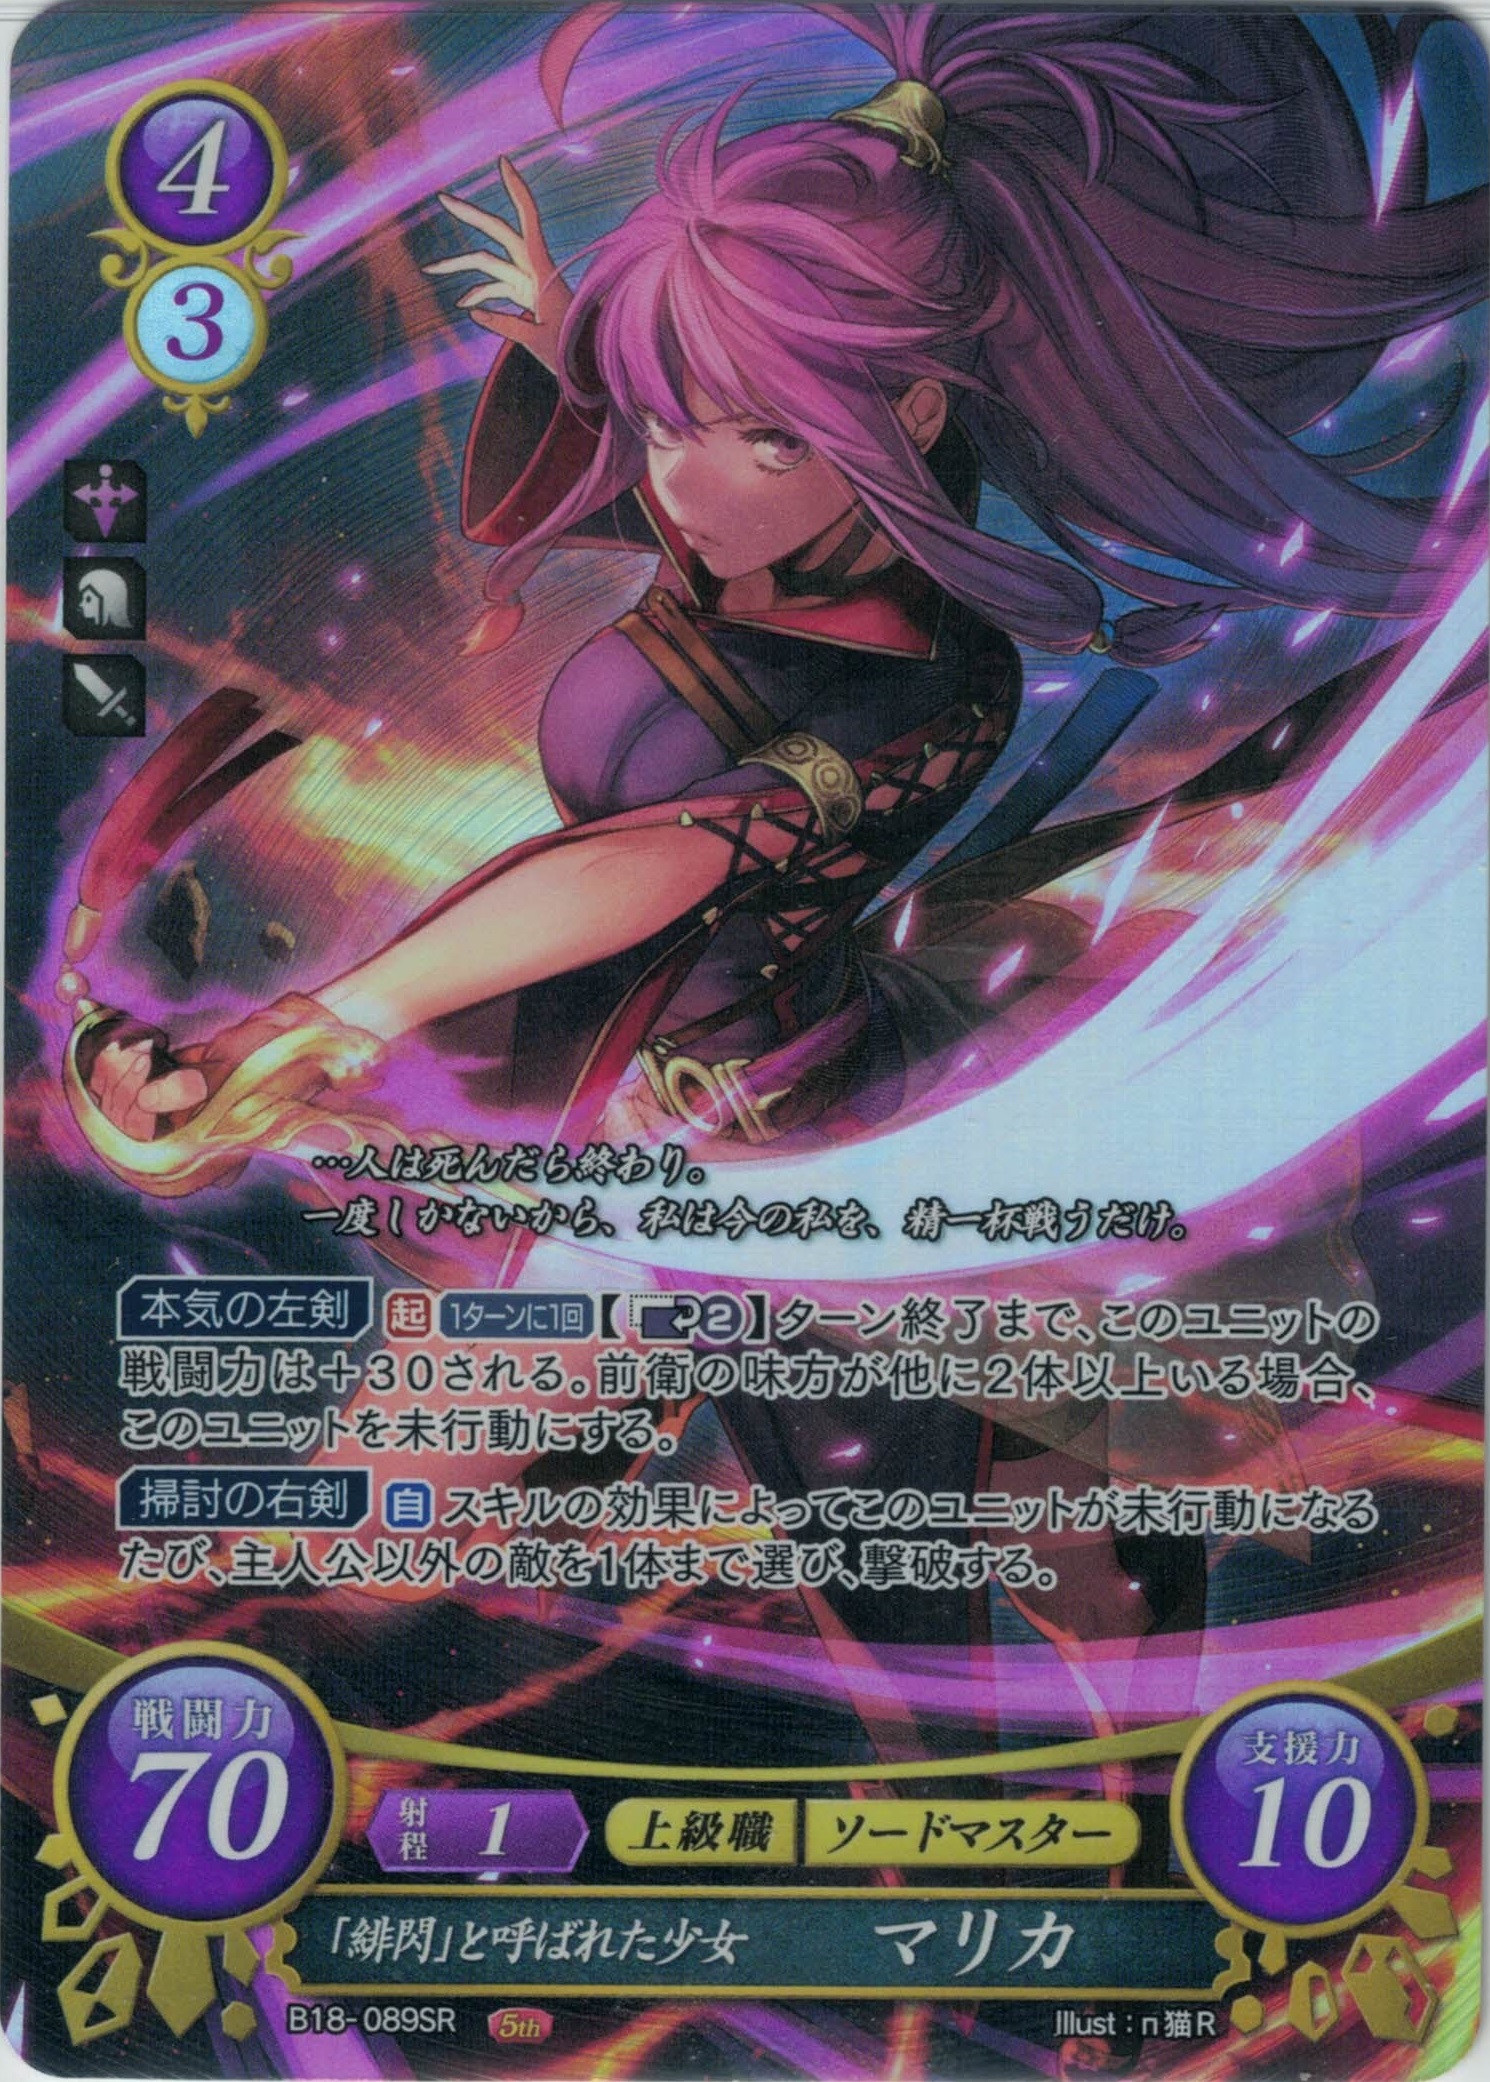 4
3
…人は死んだら終わり。
一度しかないから、私は今の私を、精一杯戦うだけ。
本気の左剣 起 1ターンに1回【2】ターン終了まで、このユニットの
戦闘力は＋30される。前衛の味方が他に2体以上いる場合、
このユニットを未行動にする。
掃討の右剣 自 スキルの効果によってこのユニットが未行動になる
たび、主人公以外の敵を1体まで選び、撃破する。
戦闘力
70
射程 1
上級職 ソードマスター
支援力
10
「緋閃」と呼ばれた少女 マリカ
B18-089SR 5th
Illust：n猫R